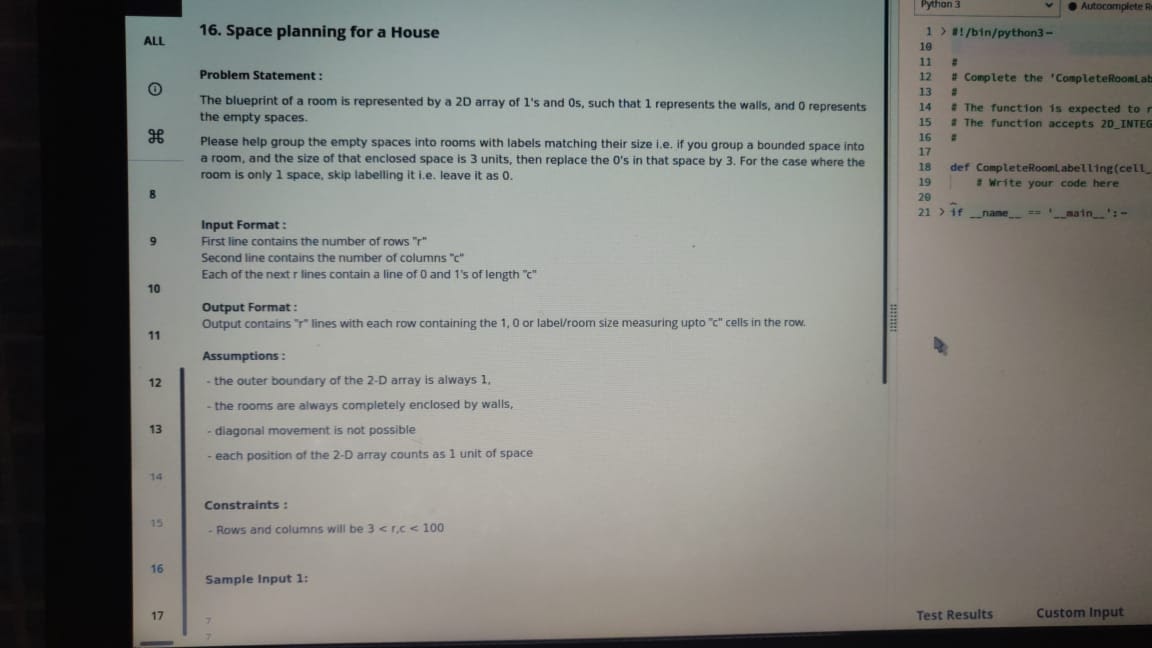 ALL
8
9
10
11
12
13
14
15
16
17
16. Space planning for a House
Problem Statement :
The blueprint of a room is represented by a 2D array of 1's and 0s, such that 1 represents the walls, and 0 represents
the empty spaces.
Please help group the empty spaces into rooms with labels matching their size i.e. if you group a bounded space into
a room, and the size of that enclosed space is 3 units, then replace the 0's in that space by 3. For the case where the
room is only 1 space, skip labelling it i.e. leave it as 0.
Input Format :
First line contains the number of rows "r"
Second line contains the number of columns "c"
Each of the next r lines contain a line of 0 and 1's of length "c"
Output Format :
Output contains "r" lines with each row containing the 1, 0 or label/room size measuring upto "c" cells in the row.
Assumptions :
- the outer boundary of the 2-D array is always 1,
- the rooms are always completely enclosed by walls,
- diagonal movement is not possible
- each position of the 2-D array counts as 1 unit of space
Constraints :
- Rows and columns will be 3 < r,c < 100
Sample Input 1:
7
7
Python 3
Autocomplete R
1 > #!/bin/python3
10
11 #
12 # Complete the 'CompleteRoomLab
13 #
14 # The function is expected to r
15 # The function accepts 2D_INTEG
16 #
17
18 def CompleteRoomLabelling(cell_
19 # Write your code here
20
21 > if __name__ == '__main__':
Test Results
Custom Input